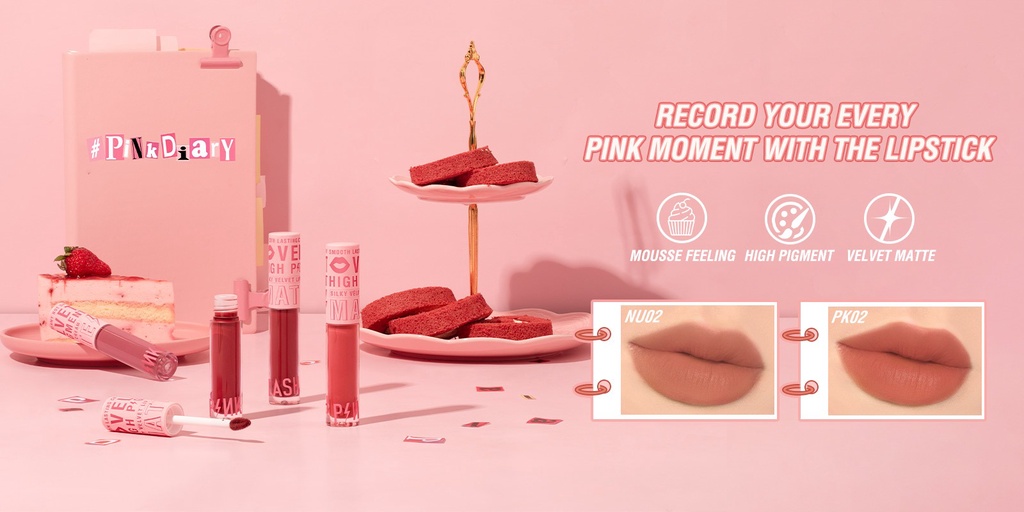 #PiNkDiarY
RECORD YOUR EVERY
PINK MOMENT WITH THE LIPSTICK
MOUSSE FEELING
HIGH PIGMENT
VELVET MATTE
NU02
PK02